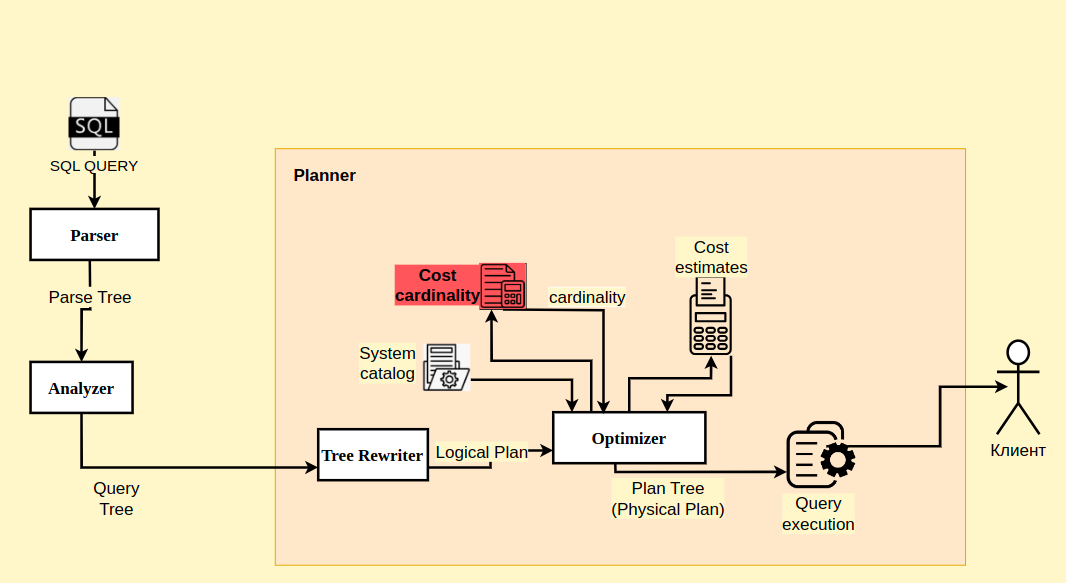 SQL
SQL QUERY
Parser
Parse Tree
Analyzer
Query
Tree
Planner
Cost
cardinality
cardinality
Cost
estimates
System
catalog
Tree Rewriter
Logical Plan
Optimizer
Plan Tree
(Physical Plan)
Query
execution
Клиент